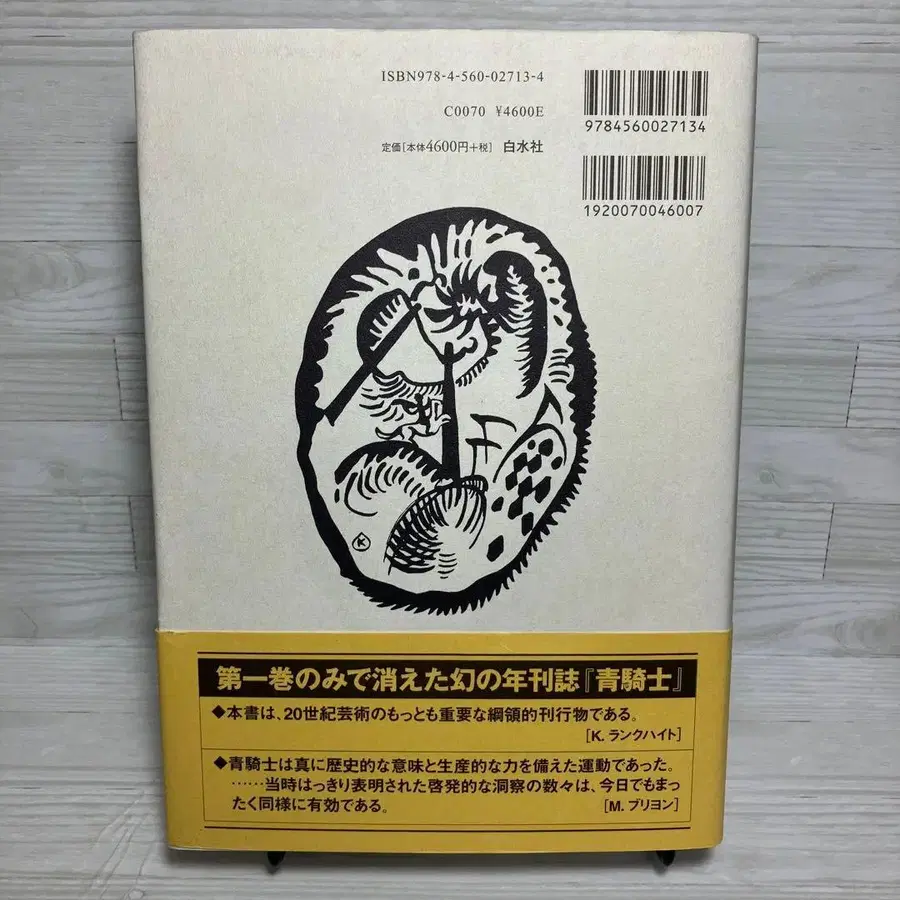 ISBN978-4-560-02713-4
C0070 ¥4600E
定価[本体4600円+税] 白水社
9784560027134
1920070046007
K
第一巻のみで消えた幻の年刊誌『青騎士』
◆本書は、20世紀芸術のもっとも重要な綱領的刊行物である。
[K. ランクハイト]
◆青騎士は真に歴史的な意味と生産的な力を備えた運動であった。
……当時はっきり表明された啓発的な洞察の数々は、今日でもまっ
たく同様に有効である。 [M. ブリヨン]